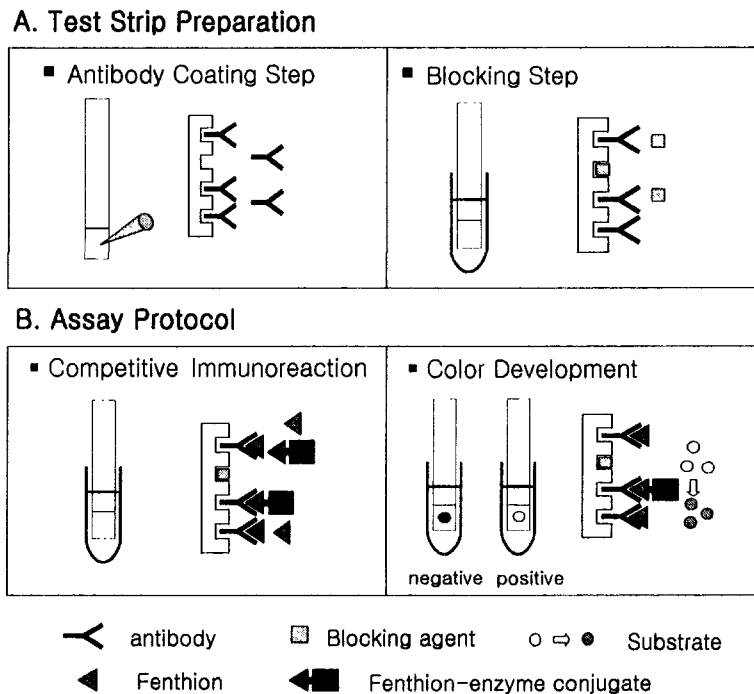 A. Test Strip Preparation
▪ Antibody Coating Step
▪ Blocking Step
B. Assay Protocol
▪ Competitive Immunoreaction
▪ Color Development
negative positive
antibody
Blocking agent
Substrate
Fenthion
Fenthion-enzyme conjugate